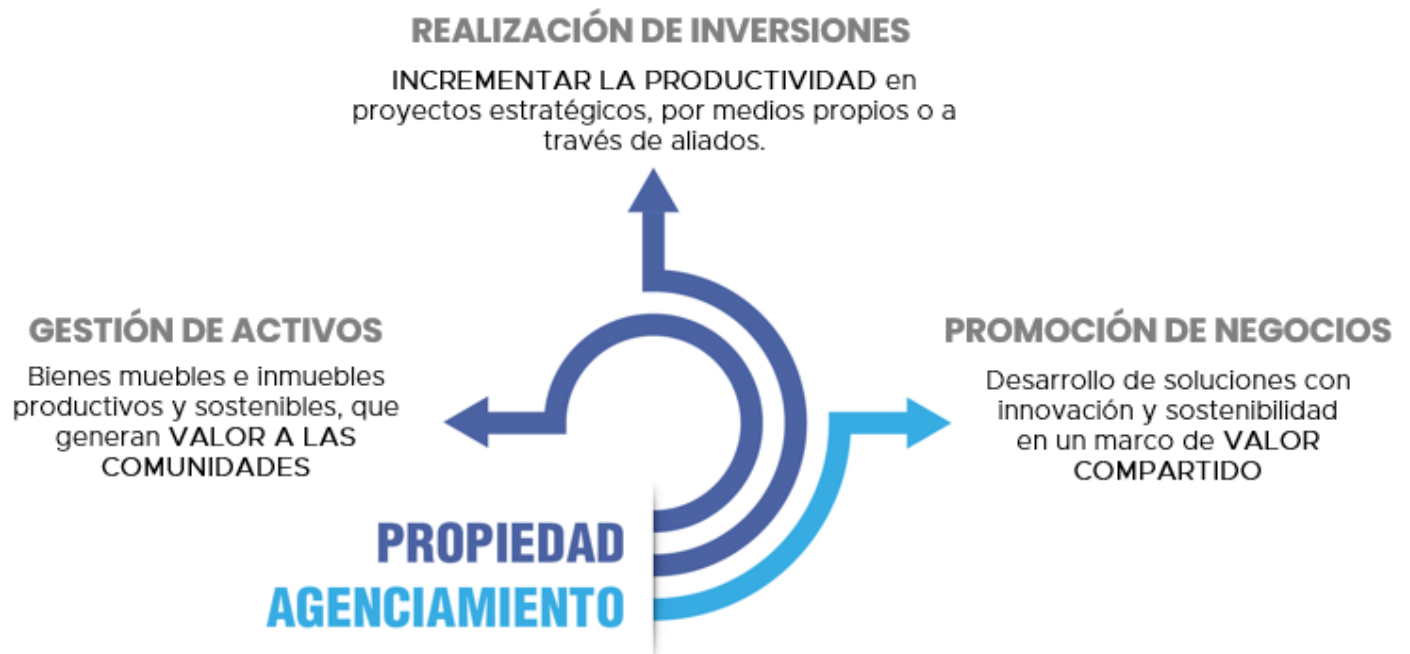 REALIZACIÓN DE INVERSIONES
INCREMENTAR LA PRODUCTIVIDAD en
proyectos estratégicos, por medios propios o a
través de aliados.
GESTIÓN DE ACTIVOS
Bienes muebles e inmuebles
productivos y sostenibles, que
generan VALOR A LAS
COMUNIDADES
PROMOCIÓN DE NEGOCIOS
Desarrollo de soluciones con
innovación y sostenibilidad
en un marco de VALOR
COMPARTIDO
PROPIEDAD
AGENCIAMIENTO